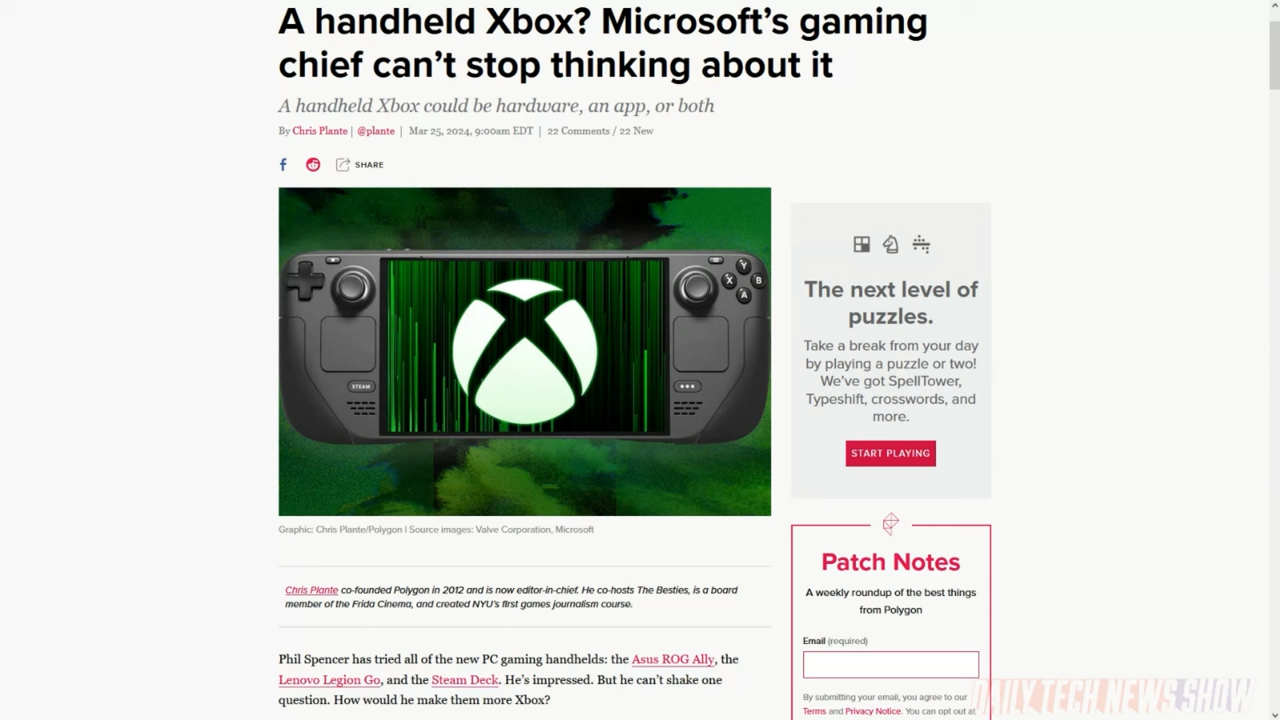 A handheld Xbox? Microsoft’s gaming
chief can’t stop thinking about it
A handheld Xbox could be hardware, an app, or both
By Chris Plante | @plante | Mar 25, 2024, 9:00am EDT | 22 Comments / 22 New
SHARE
Y
X B
A
STEAM
Graphic: Chris Plante/Polygon | Source images: Valve Corporation, Microsoft
Chris Plante co-founded Polygon in 2012 and is now editor-in-chief. He co-hosts The Besties, is a board
member of the Frida Cinema, and created NYU’s first games journalism course.
Phil Spencer has tried all of the new PC gaming handhelds: the Asus ROG Ally, the
Lenovo Legion Go, and the Steam Deck. He’s impressed. But he can’t shake one
question. How would he make them more Xbox?
The next level of
puzzles.
Take a break from your day
by playing a puzzle or two!
We’ve got SpellTower,
Typeshift, crosswords, and
more.
START PLAYING
Patch Notes
A weekly roundup of the best things
from Polygon
Email (required)
By submitting your email, you agree to our
Terms and Privacy Notice. You can opt out at
DAILY TECH NEWS SHOW